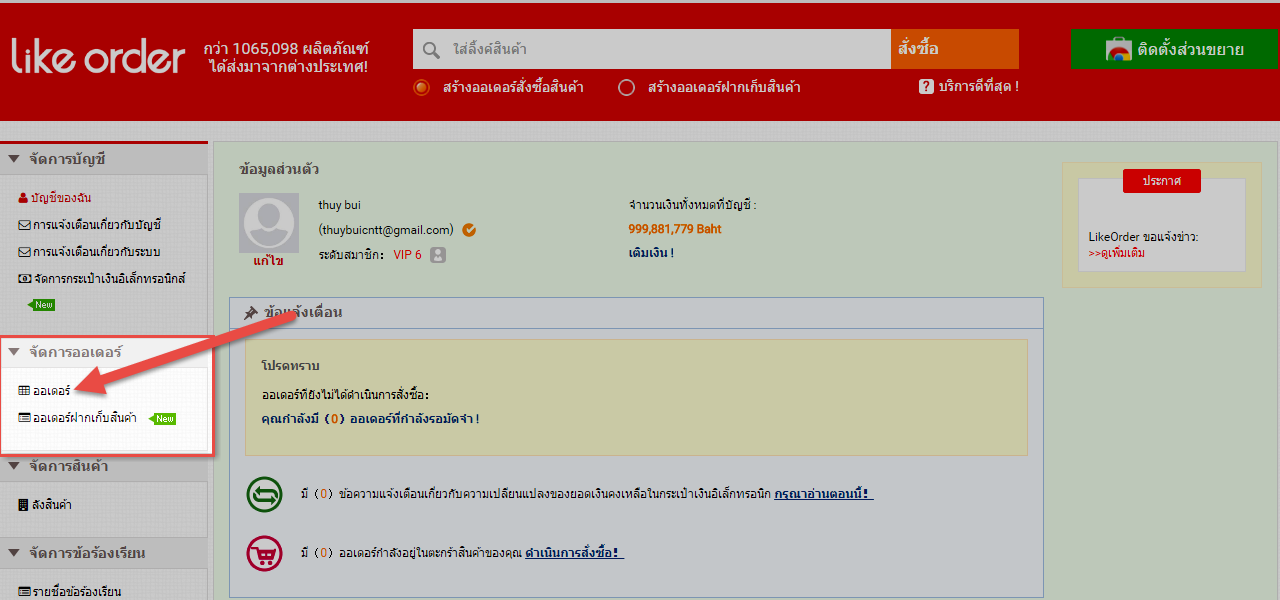 like order
กว่า 1065,098 ผลิตภัณฑ์
ได้ส่งมาจากต่างประเทศ!
ใส่ลิ้งค์สินค้า
สั่งซื้อ
ติดตั้งส่วนขยาย
สร้างออเดอร์สั่งซื้อสินค้า
สร้างออเดอร์ฝากเก็บสินค้า
? บริการดีที่สุด !
จัดการบัญชี
บัญชีของฉัน
การแจ้งเตือนเกี่ยวกับบัญชี
การแจ้งเตือนเกี่ยวกับระบบ
จัดการกระเป๋าเงินอิเล็กทรอนิกส์
New
จัดการออเดอร์
ออเดอร์
ออเดอร์ฝากเก็บสินค้า New
จัดการสินค้า
ลังสินค้า
จัดการข้อร้องเรียน
รายชื่อข้อร้องเรียน
ข้อมูลส่วนตัว
thuy bui
(thuybuicntt@gmail.com)
ระดับสมาชิก: VIP 6
แก้ไข
จำนวนเงินทั้งหมดที่บัญชี :
999,881,779 Baht
เติมเงิน !
ประกาศ
LikeOrder ขอแจ้งข่าว:
>>ดูเพิ่มเติม
ข้อแจ้งเตือน
โปรดทราบ
ออเดอร์ที่ยังไม่ได้ดำเนินการสั่งซื้อ:
คุณกำลังมี (0) ออเดอร์ที่กำลังรอมัดจำ!
มี (0) ข้อความแจ้งเตือนเกี่ยวกับความเปลี่ยนแปลงของยอดเงินคงเหลือในกระเป๋าเงินอิเล็กทรอนิก กรุณาอ่านตอนนี้!
มี (0) ออเดอร์กำลังอยู่ในตะกร้าสินค้าของคุณ ดำเนินการสั่งซื้อ!